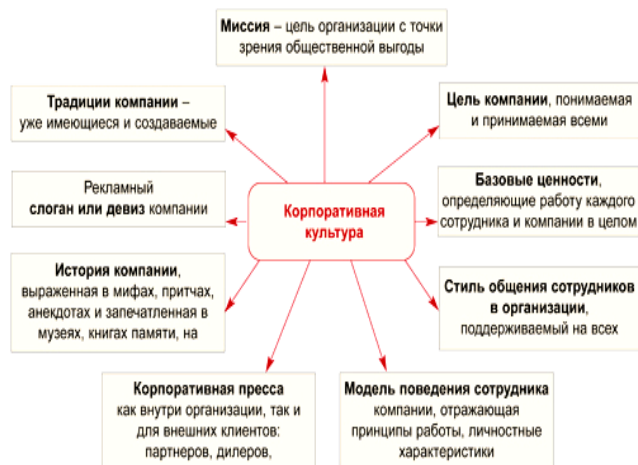 Миссия – цель организации с точки
зрения общественной выгоды
Традиции компании –
уже имеющиеся и создаваемые
Цель компании, понимаемая
и принимаемая всеми
Рекламный
слоган или девиз компании
Корпоративная
культура
Базовые ценности,
определяющие работу каждого
сотрудника и компании в целом
История компании,
выраженная в мифах, притчах,
анекдотах и запечатленная в
музеях, книгах памяти, на
Стиль общения сотрудников
в организации,
поддерживаемый на всех
Корпоративная пресса
как внутри организации, так и
для внешних клиентов:
партнеров, дилеров,
Модель поведения сотрудника
компании, отражающая
принципы работы, личностные
характеристики